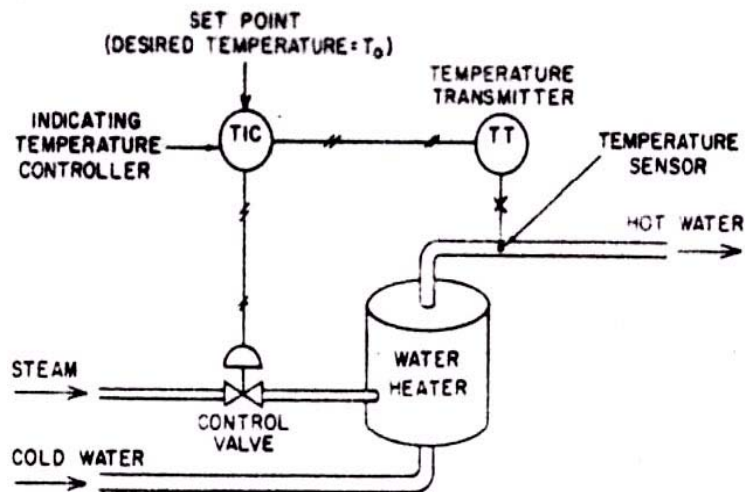 SET POINT
(DESIRED TEMPERATURE=T₀)
TEMPERATURE
TRANSMITTER
INDICATING
TEMPERATURE
CONTROLLER
TIC
TT
TEMPERATURE
SENSOR
HOT WATER
STEAM
WATER
HEATER
CONTROL
VALVE
COLD WATER